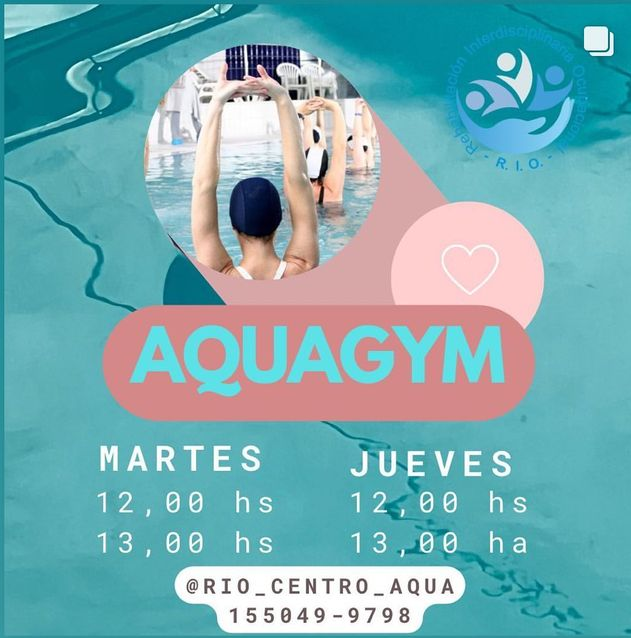 Rehabilitación Interdisciplinaria Ocupacional
- R. I. O. -
AQUAGYM
MARTES
12,00 hs
13,00 hs
JUEVES
12,00 hs
13,00 ha
@RIO_CENTRO_AQUA
155049-9798